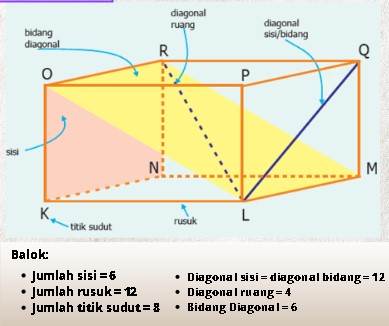 diagonal
ruang
diagonal
sisi/bidang
bidang
diagonal
R
Q
O
P
sisi
N
M
K
titik sudut
rusuk
L
Balok:
• Jumlah sisi = 6
• Jumlah rusuk = 12
• Jumlah titik sudut = 8
• Diagonal sisi = diagonal bidang = 12
• Diagonal ruang = 4
• Bidang Diagonal = 6